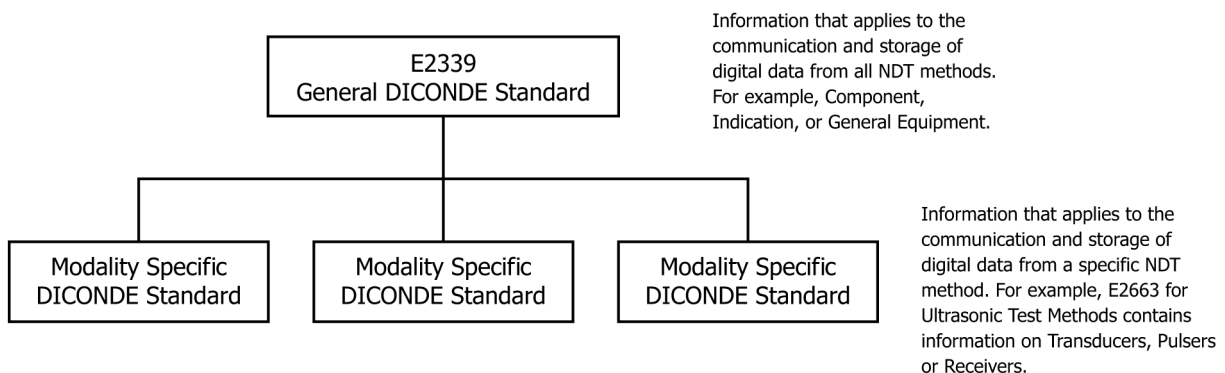 E2339
General DICONDE Standard
Information that applies to the
communication and storage of
digital data from all NDT methods.
For example, Component,
Indication, or General Equipment.
Modality Specific
DICONDE Standard
Modality Specific
DICONDE Standard
Modality Specific
DICONDE Standard
Information that applies to the
communication and storage of
digital data from a specific NDT
method. For example, E2663 for
Ultrasonic Test Methods contains
information on Transducers, Pulsers
or Receivers.